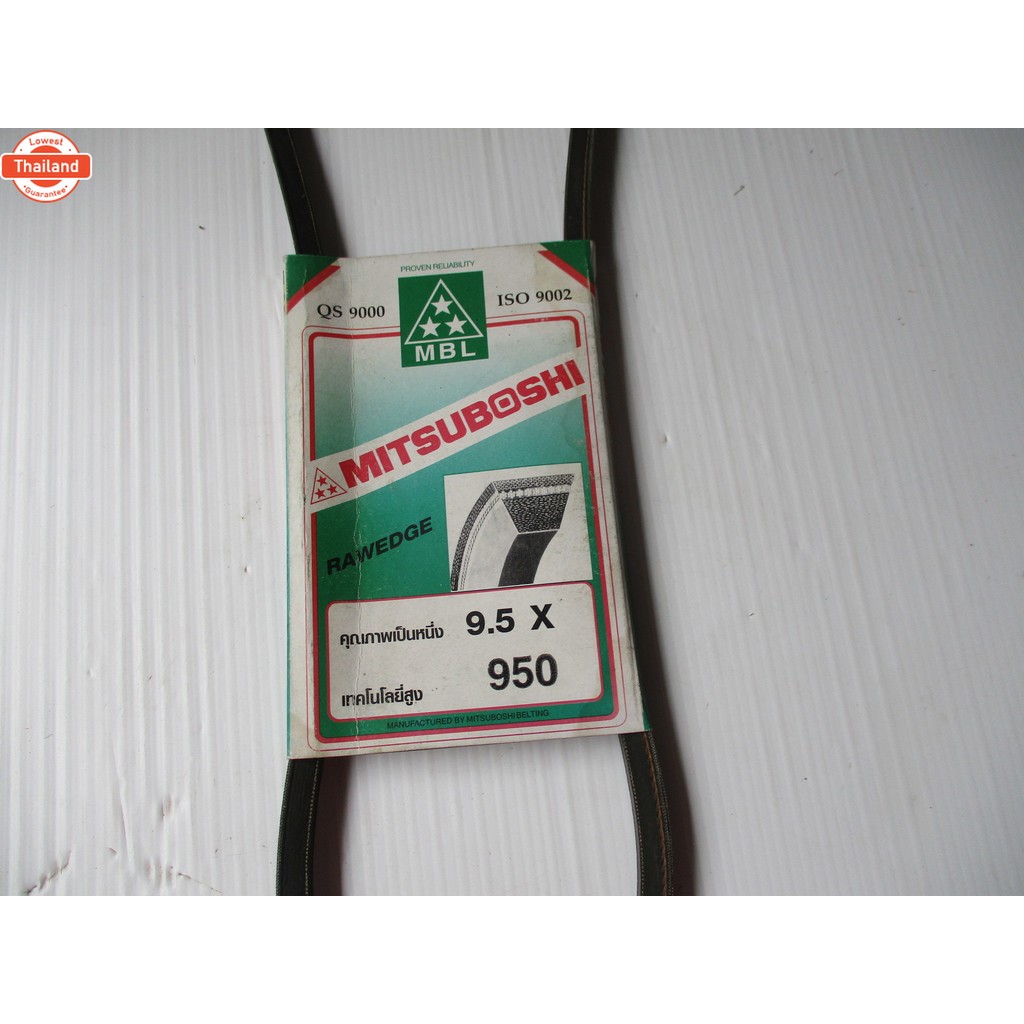 Lowest
Thailand
Guarantee
PROVEN RELIABILITY
QS 9000
ISO 9002
MBL
MITSUBOSHI
RAWEDGE
คุณภาพเป็นหนึ่ง 9.5 X
เทคโนโลยี่สูง 950
MANUFACTURED BY MITSUBOSHI BELTING